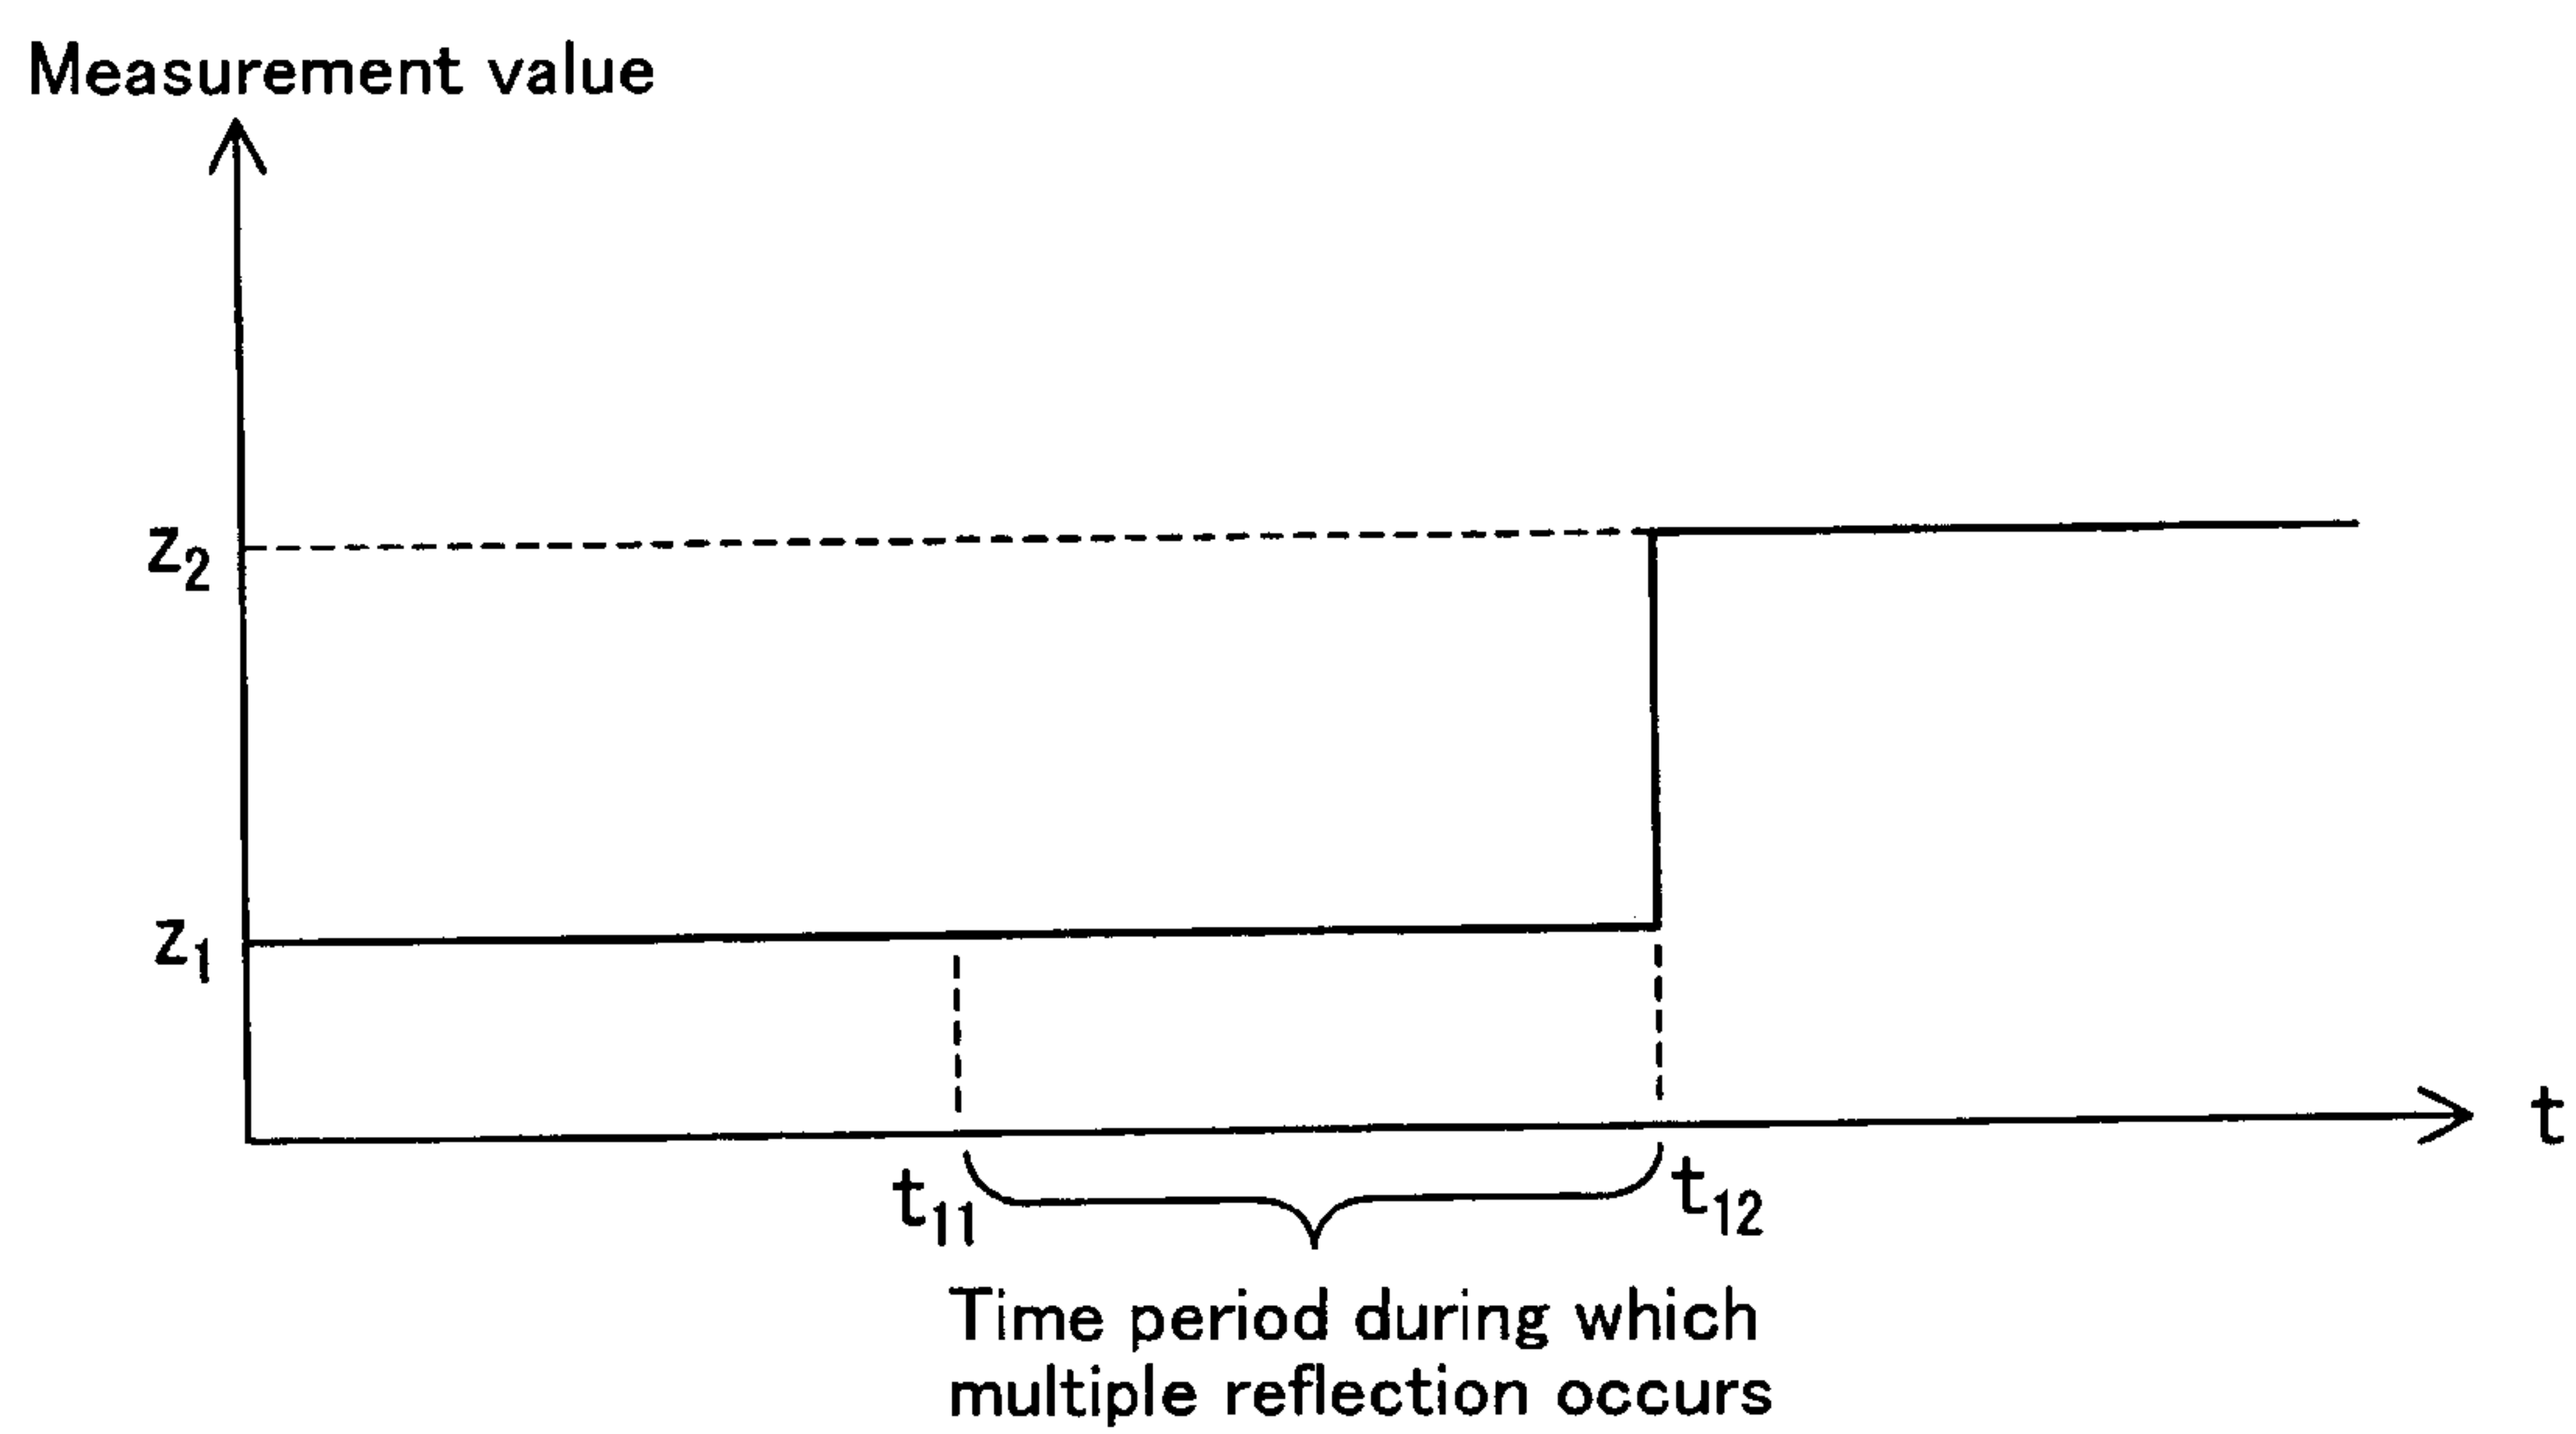 Measurement value
z₂
z₁
t
t₁₁
t₁₂
Time period during which
multiple reflection occurs